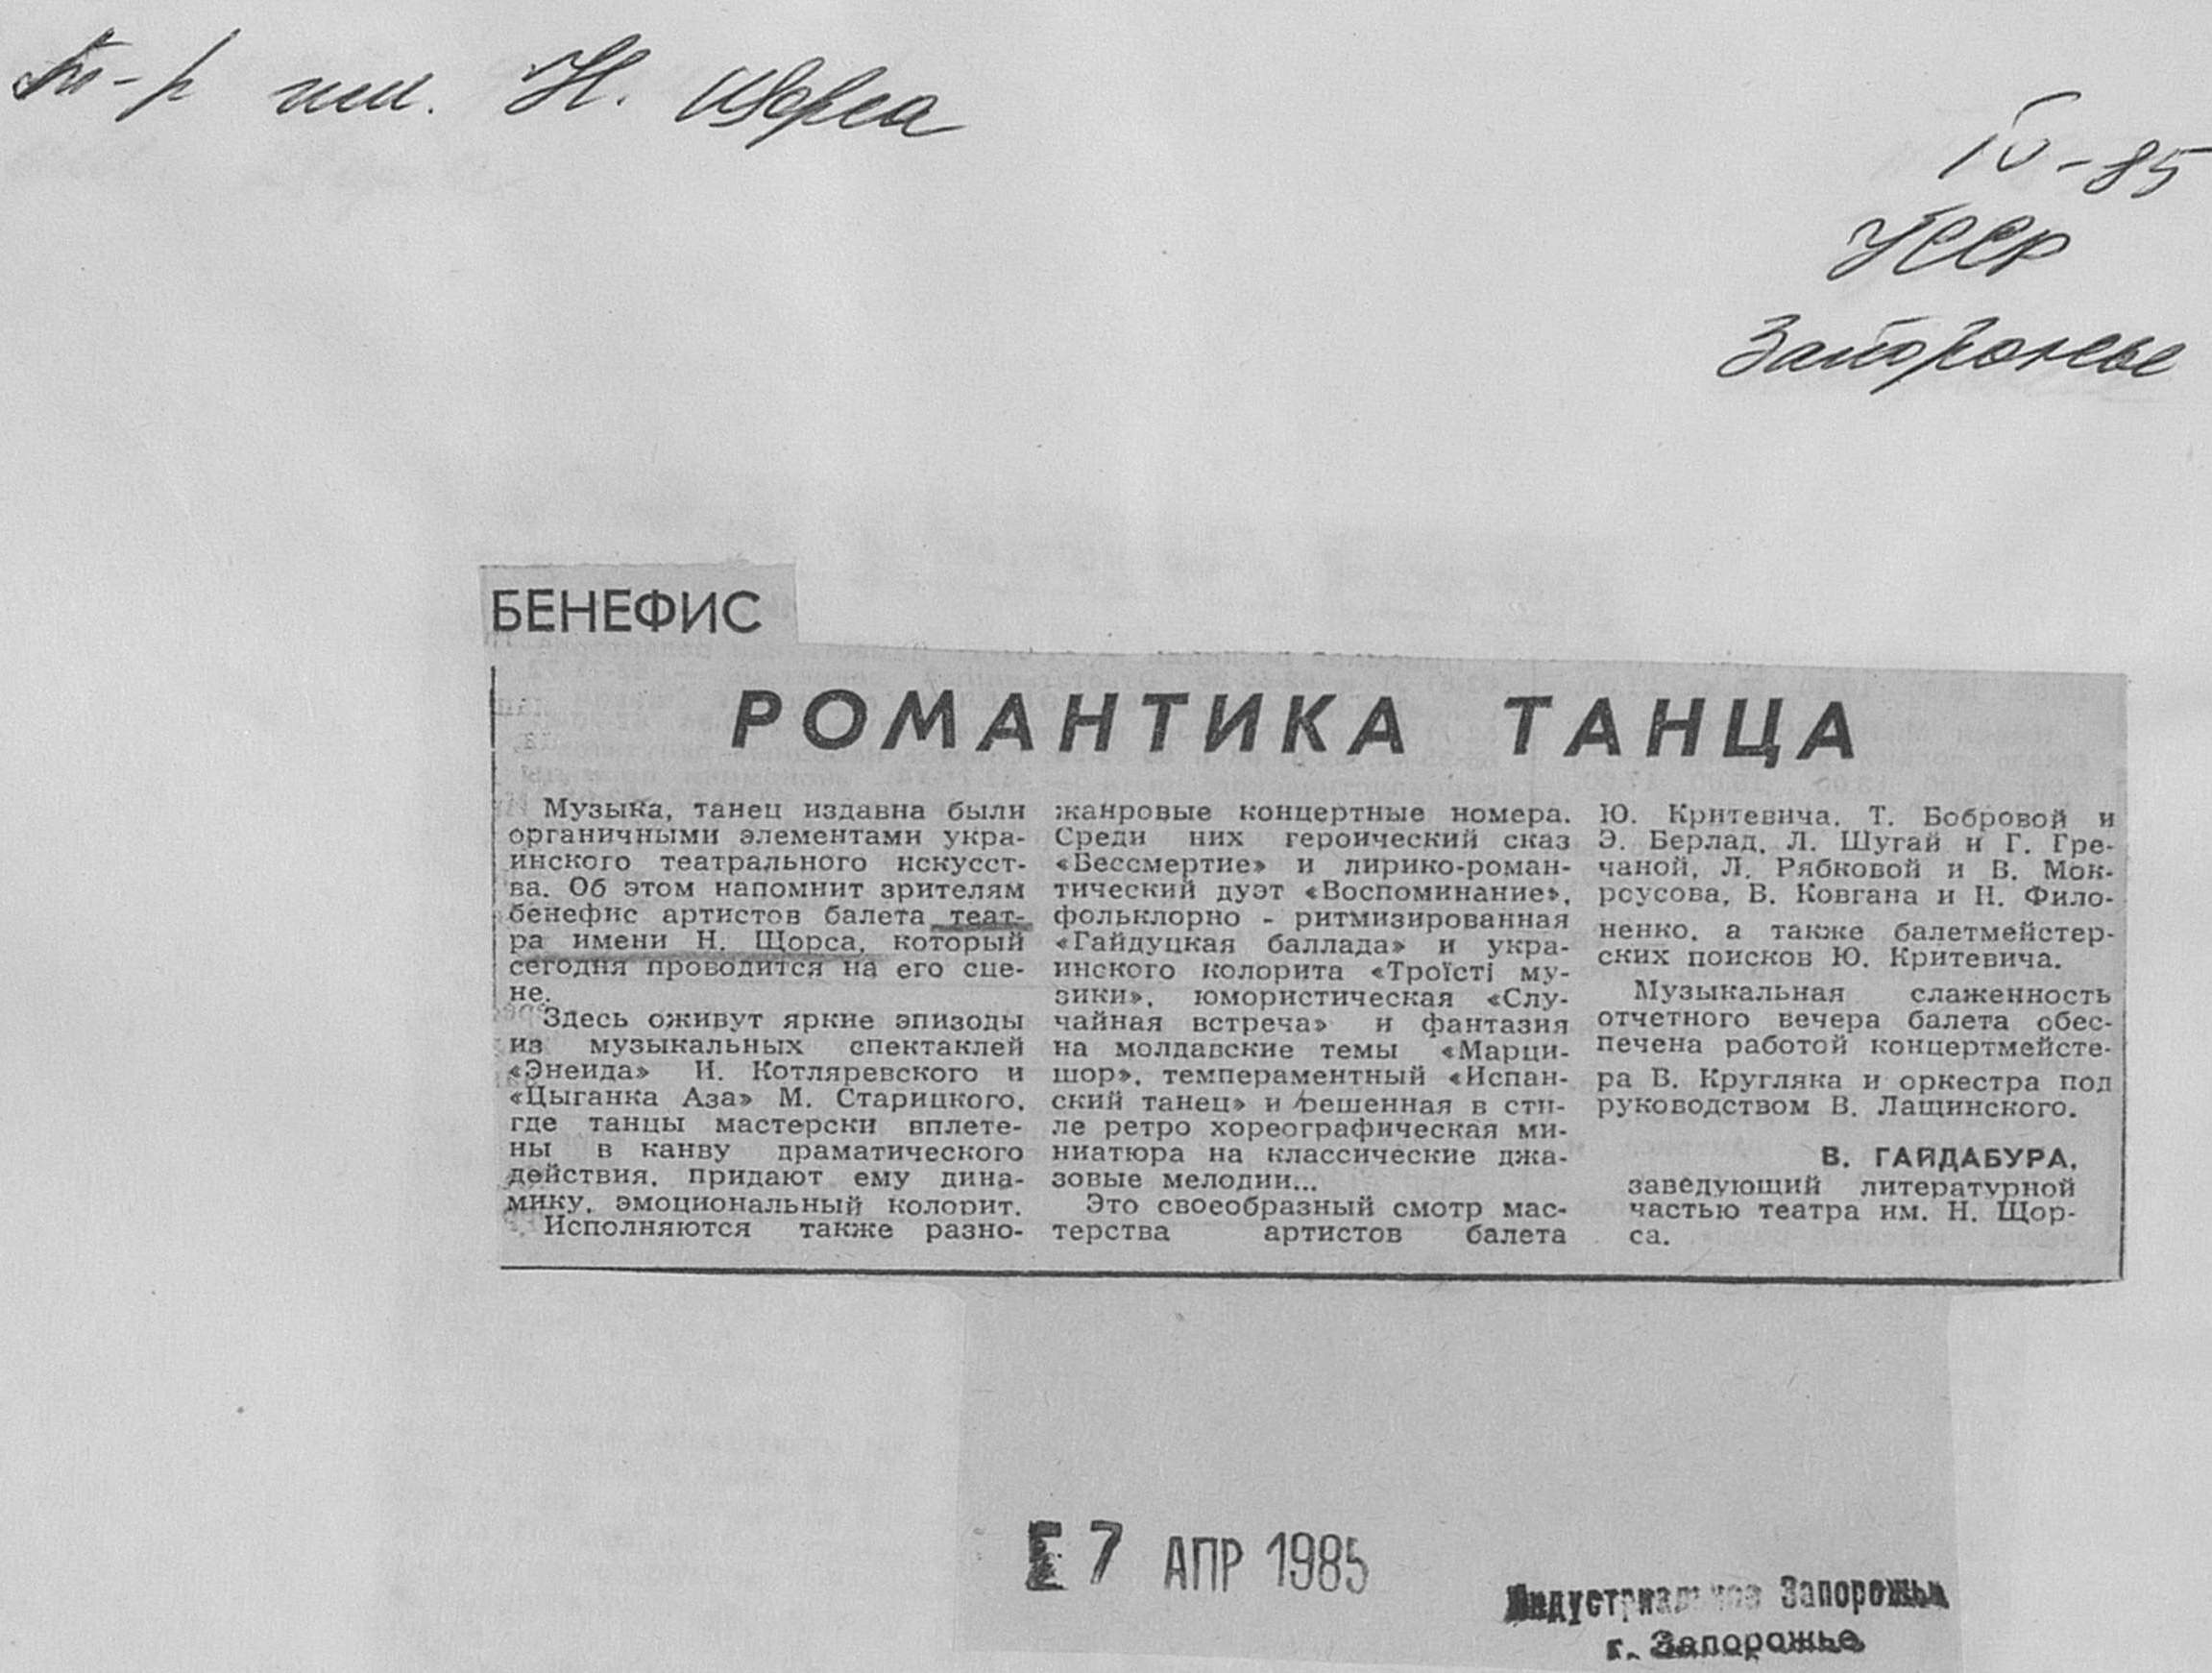 Т-р им. Н. Щорса
IV-85
УССР
Запорожье
БЕНЕФИС
РОМАНТИКА ТАНЦА
Музыка, танец издавна были
органичными элементами укра-
инского театрального искусст-
ва. Об этом напомнит зрителям
бенефис артистов балета теат-
ра имени Н. Щорса, который
сегодня проводится на его сце-
не.
Здесь оживут яркие эпизоды
из музыкальных спектаклей
«Энеида» И. Котляревского и
«Цыганка Аза» М. Старицкого,
где танцы мастерски вплете-
ны в канву драматического
действия, придают ему дина-
мику, эмоциональный колорит.
Исполняются также разно-
жанровые концертные номера.
Среди них героический сказ
«Бессмертие» и лирико-роман-
тический дуэт «Воспоминание»,
фольклорно - ритмизированная
«Гайдуцкая баллада» и укра-
инского колорита «Троїсті му-
зики», юмористическая «Слу-
чайная встреча» и фантазия
на молдавские темы «Марци-
шор», темпераментный «Испан-
ский танец» и решенная в сти-
ле ретро хореографическая ми-
ниатюра на классические джа-
зовые мелодии...
Это своеобразный смотр мас-
терства артистов балета
Ю. Критевича, Т. Бобровой и
Э. Берлад, Л. Шугай и Г. Гре-
чаной, Л. Рябковой и В. Мок-
роусова, В. Ковгана и Н. Фило-
ненко, а также балетмейстер-
ских поисков Ю. Критевича.
Музыкальная слаженность
отчетного вечера балета обес-
печена работой концертмейсте-
ра В. Кругляка и оркестра под
руководством В. Лащинского.
В. ГАЙДАБУРА,
заведующий литературной
частью театра им. Н. Щор-
са.
7 АПР 1985
Индустриальное Запорожье
г. Запорожье